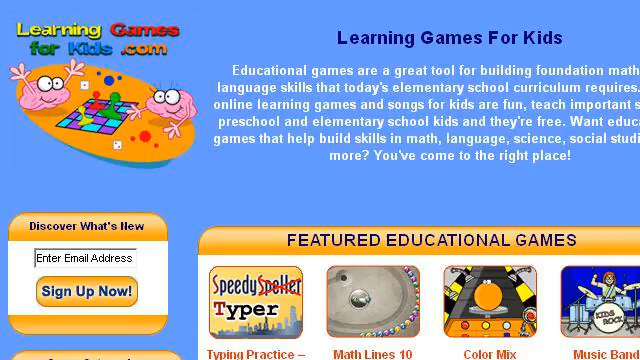 Learning Games
for Kids .com
Learning Games For Kids
Educational games are a great tool for building foundation math
language skills that today's elementary school curriculum requires.
online learning games and songs for kids are fun, teach important s
preschool and elementary school kids and they're free. Want educa
games that help build skills in math, language, science, social studi
more? You've come to the right place!
Discover What's New
Enter Email Address
Sign Up Now!
FEATURED EDUCATIONAL GAMES
SpeedySpeller
Typer
KIDS
ROCK
Typing Practice –
Math Lines 10
Color Mix
Music Band